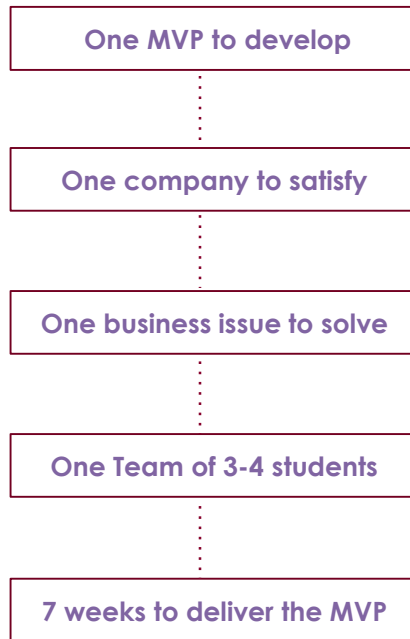 One MVP to develop
One company to satisfy
One business issue to solve
One Team of 3-4 students
7 weeks to deliver the MVP